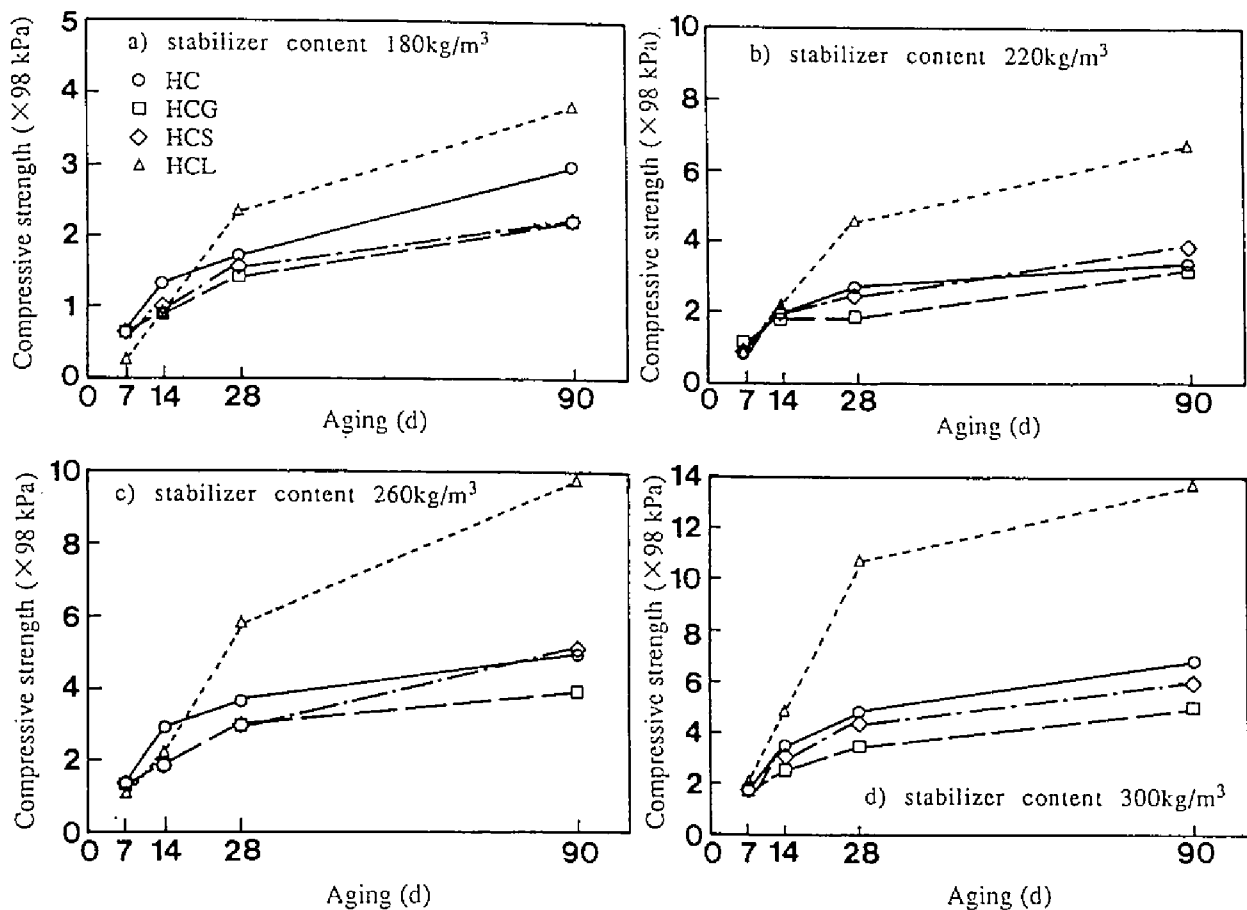 a) stabilizer content 180kg/m³
HC
HCG
HCS
HCL
Compressive strength (×98 kPa)
5
4
3
2
1
0
0 7 14 28 90
Aging (d)
b) stabilizer content 220kg/m³
Compressive strength (×98 kPa)
10
8
6
4
2
0
0 7 14 28 90
Aging (d)
c) stabilizer content 260kg/m³
Compressive strength (×98 kPa)
10
8
6
4
2
0
0 7 14 28 90
Aging (d)
d) stabilizer content 300kg/m³
Compressive strength (×98 kPa)
14
12
10
8
6
4
2
0
0 7 14 28 90
Aging (d)